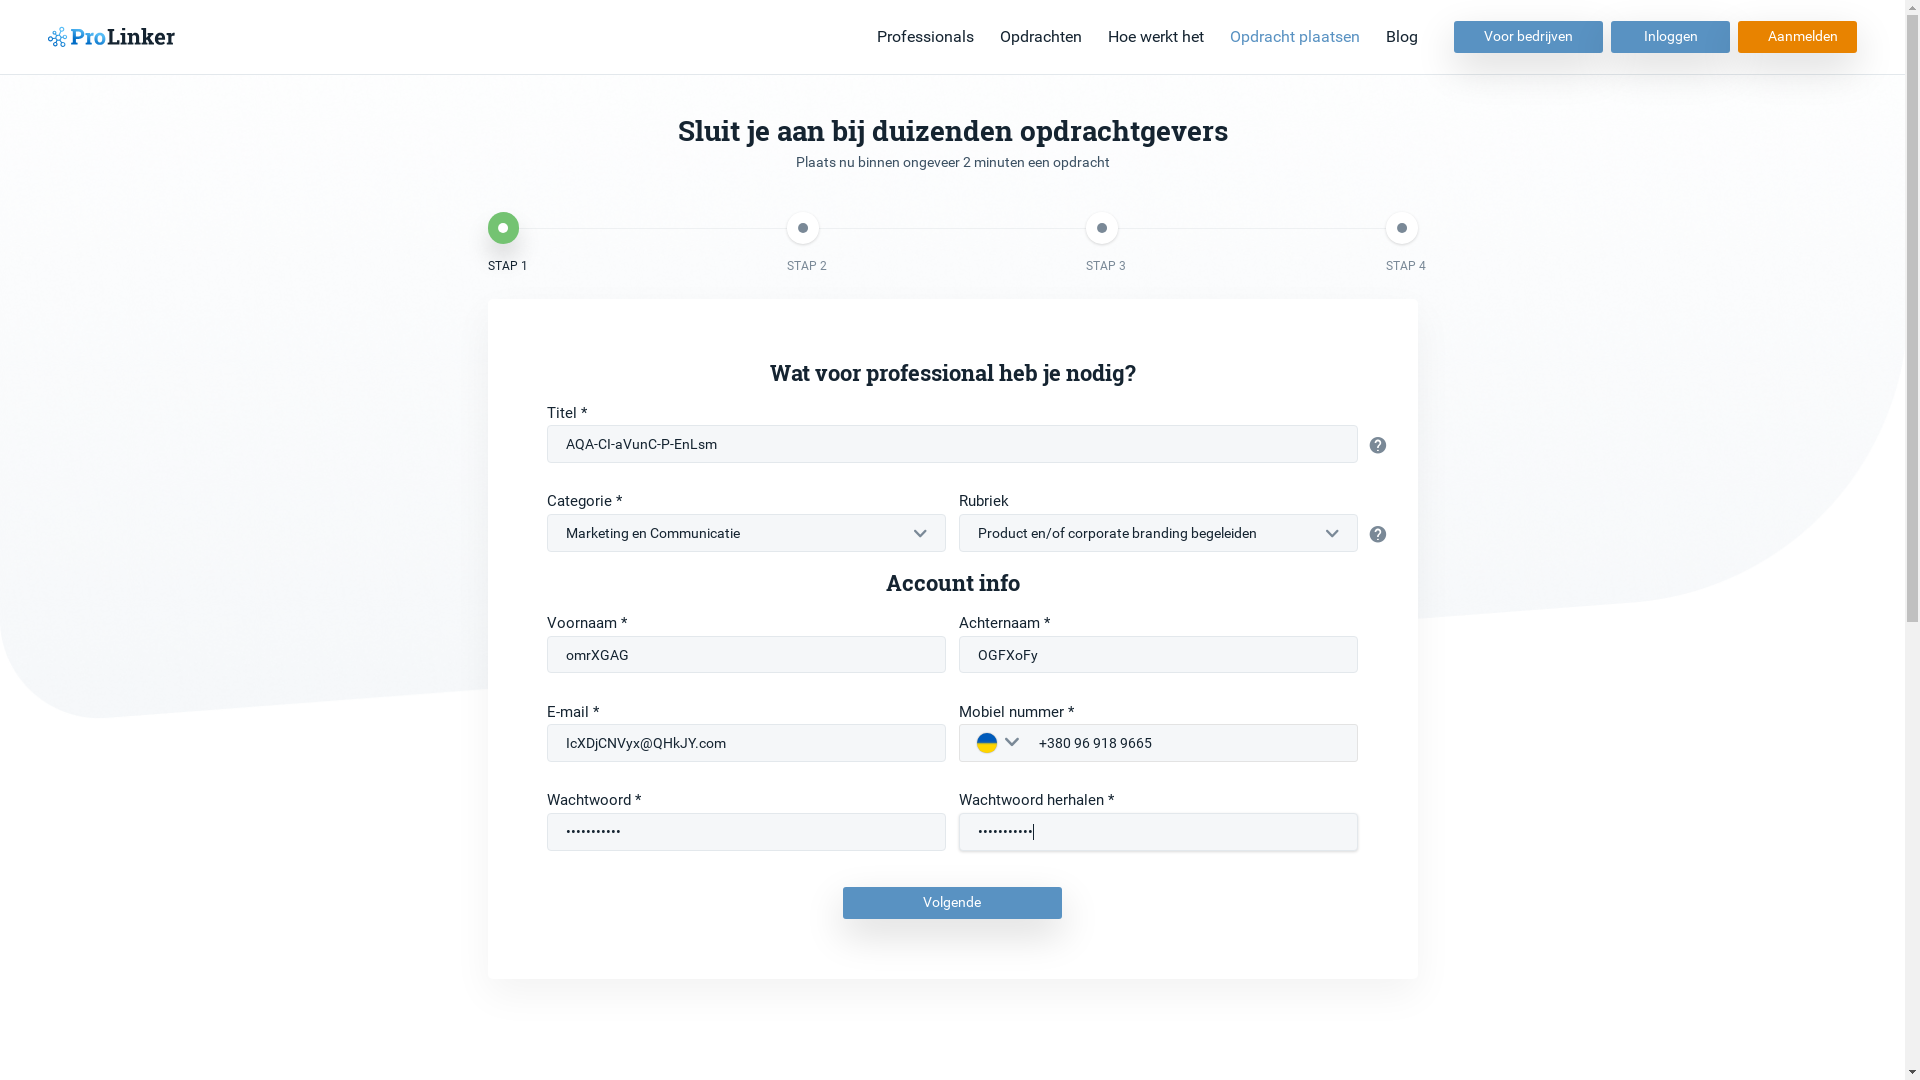 ProLinker
Professionals Opdrachten Hoe werkt het Opdracht plaatsen Blog Voor bedrijven Inloggen Aanmelden
Sluit je aan bij duizenden opdrachtgevers
Plaats nu binnen ongeveer 2 minuten een opdracht
STAP 1 STAP 2 STAP 3 STAP 4
Wat voor professional heb je nodig?
Titel *
AQA-CI-aVunC-P-EnLsm
Categorie * Rubriek
Marketing en Communicatie Product en/of corporate branding begeleiden
Account info
Voornaam * Achternaam *
omrXGAG OGFXoFy
E-mail * Mobiel nummer *
IcXDjCNVyx@QHkJY.com +380 96 918 9665
Wachtwoord * Wachtwoord herhalen *
••••••••••• •••••••••••
Volgende